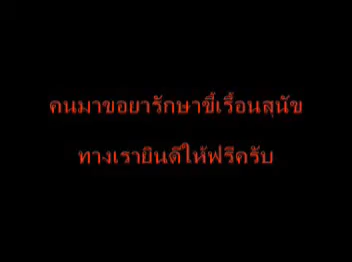 คนมาขอยารักษาขี้เรื้อนสุนัข
ทางเรายินดีให้ฟรีครับ